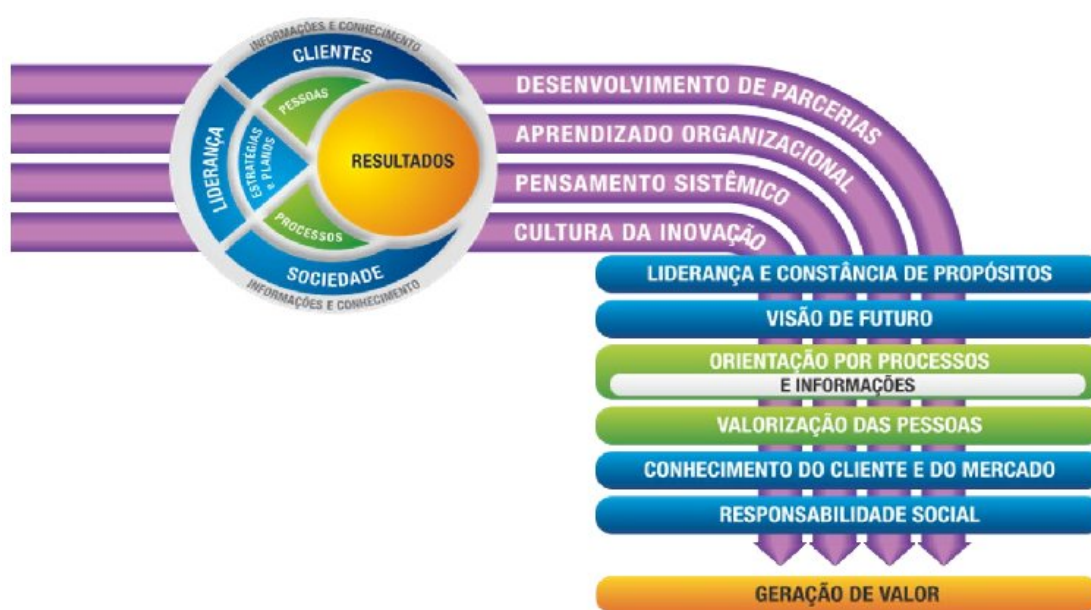 INFORMAÇÕES E CONHECIMENTO
CLIENTES
PESSOAS
LIDERANÇA
ESTRATÉGIAS
e PLANOS
RESULTADOS
PROCESSOS
SOCIEDADE
INFORMAÇÕES E CONHECIMENTO
DESENVOLVIMENTO DE PARCERIAS
APRENDIZADO ORGANIZACIONAL
PENSAMENTO SISTÊMICO
CULTURA DA INOVAÇÃO
LIDERANÇA E CONSTÂNCIA DE PROPÓSITOS
VISÃO DE FUTURO
ORIENTAÇÃO POR PROCESSOS
E INFORMAÇÕES
VALORIZAÇÃO DAS PESSOAS
CONHECIMENTO DO CLIENTE E DO MERCADO
RESPONSABILIDADE SOCIAL
GERAÇÃO DE VALOR